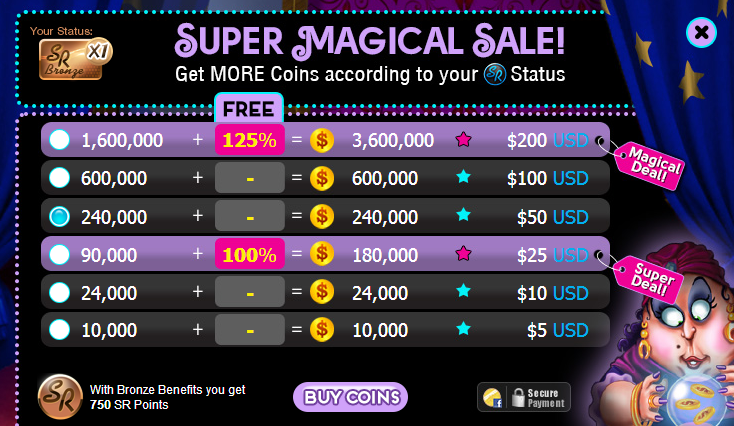 Your Status:
SR Bronze X1
SUPER MAGICAL SALE!
Get MORE Coins according to your SR Status
FREE
1,600,000 + 125% = $ 3,600,000 $200 USD
Magical Deal!
600,000 + - = $ 600,000 $100 USD
240,000 + - = $ 240,000 $50 USD
90,000 + 100% = $ 180,000 $25 USD
Super Deal!
24,000 + - = $ 24,000 $10 USD
10,000 + - = $ 10,000 $5 USD
SR
With Bronze Benefits you get
750 SR Points
BUY COINS
f
Secure
Payment